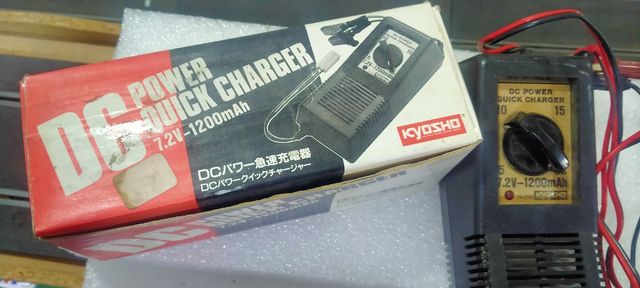 DC POWER
QUICK CHARGER
7.2V-1200mAh
KYOSHO
DCパワー急速充電器
DCパワークイックチャージャー
DC POWER
QUICK CHARGER
10 15
5
7.2V-1200mAh
KYOSHO